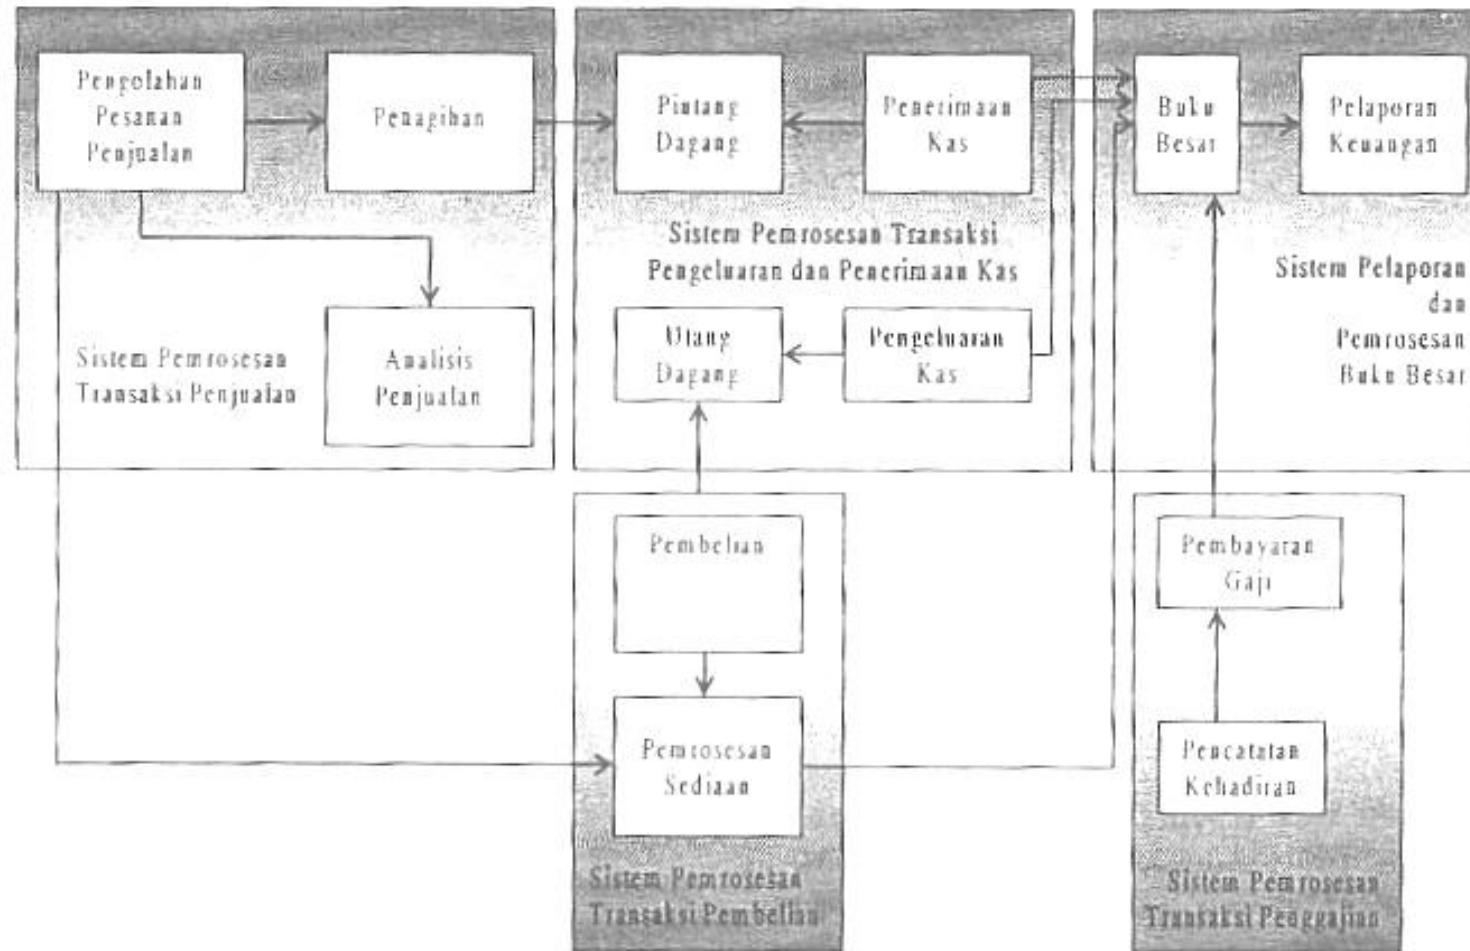 Pengolahan
Pesanan
Penjualan
Penagihan
Analisis
Penjualan
Sistem Pemrosesan
Transaksi Penjualan
Piutang
Dagang
Penerimaan
Kas
Sistem Pemrosesan Transaksi
Pengeluaran dan Penerimaan Kas
Utang
Dagang
Pengeluaran
Kas
Buku
Besar
Pelaporan
Keuangan
Sistem Pelaporan
dan
Pemrosesan
Buku Besar
Pembelian
Pemrosesan
Sediaan
Sistem Pemrosesan
Transaksi Pembelian
Pembayaran
Gaji
Pencatatan
Kehadiran
Sistem Pemrosesan
Transaksi Penggajian